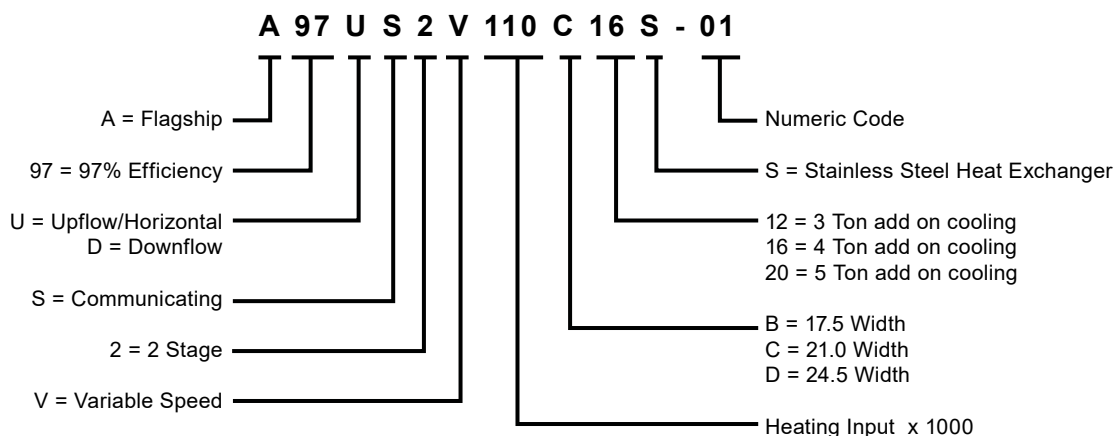 A 97 U S 2 V 110 C 16 S - 01
A = Flagship
97 = 97% Efficiency
U = Upflow/Horizontal
D = Downflow
S = Communicating
2 = 2 Stage
V = Variable Speed
Numeric Code
S = Stainless Steel Heat Exchanger
12 = 3 Ton add on cooling
16 = 4 Ton add on cooling
20 = 5 Ton add on cooling
B = 17.5 Width
C = 21.0 Width
D = 24.5 Width
Heating Input x 1000